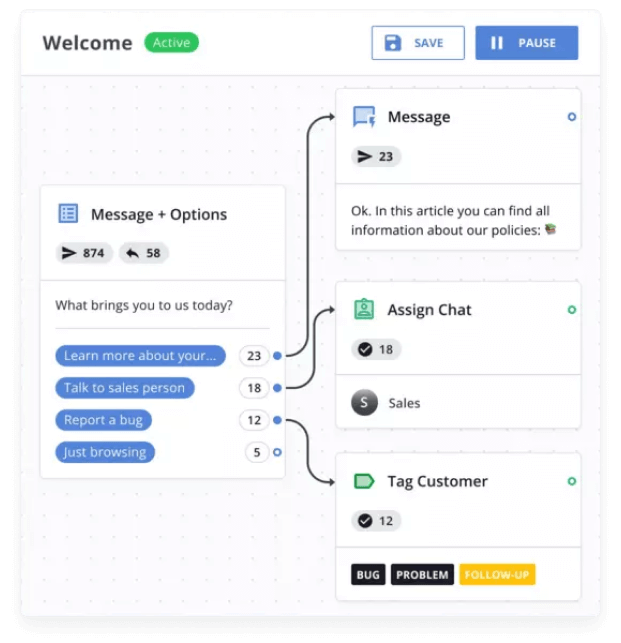 Welcome Active SAVE PAUSE
Message + Options
874 58
What brings you to us today?
Learn more about your... 23
Talk to sales person 18
Report a bug 12
Just browsing 5
Message
23
Ok. In this article you can find all
information about our policies:
Assign Chat
18
S Sales
Tag Customer
12
BUG PROBLEM FOLLOW-UP